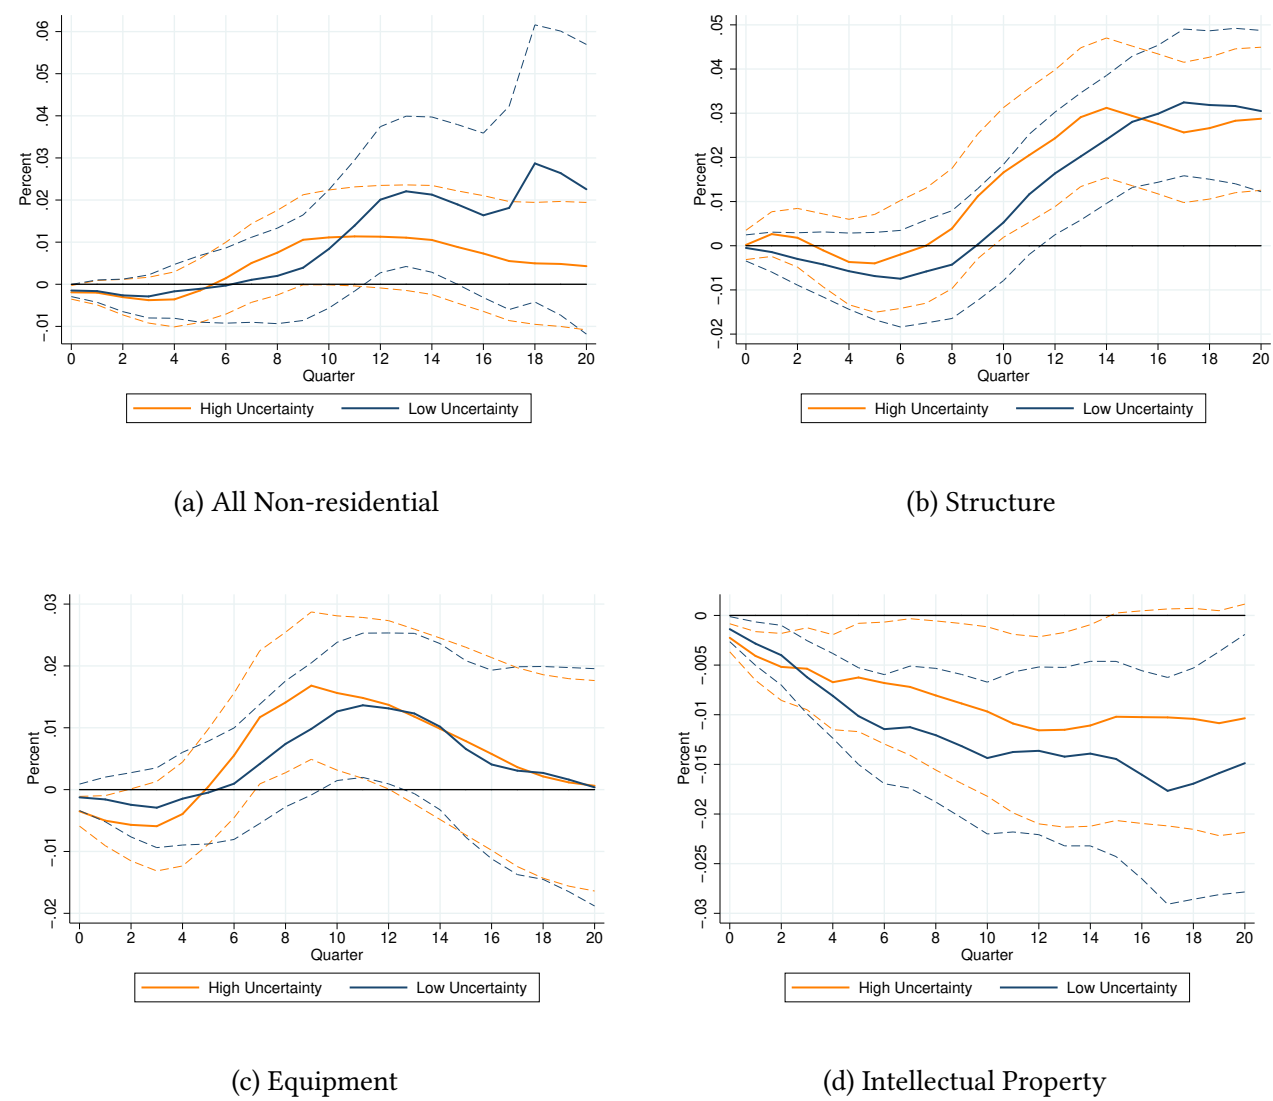 .06
.05
.04
.03
.02
.01
0
-.01
Percent
0 2 4 6 8 10 12 14 16 18 20
Quarter
High Uncertainty Low Uncertainty
(a) All Non-residential
.05
.04
.03
.02
.01
0
-.01
-.02
Percent
0 2 4 6 8 10 12 14 16 18 20
Quarter
High Uncertainty Low Uncertainty
(b) Structure
.03
.02
.01
0
-.01
-.02
Percent
0 2 4 6 8 10 12 14 16 18 20
Quarter
High Uncertainty Low Uncertainty
(c) Equipment
0
-.005
-.01
-.015
-.02
-.025
-.03
Percent
0 2 4 6 8 10 12 14 16 18 20
Quarter
High Uncertainty Low Uncertainty
(d) Intellectual Property